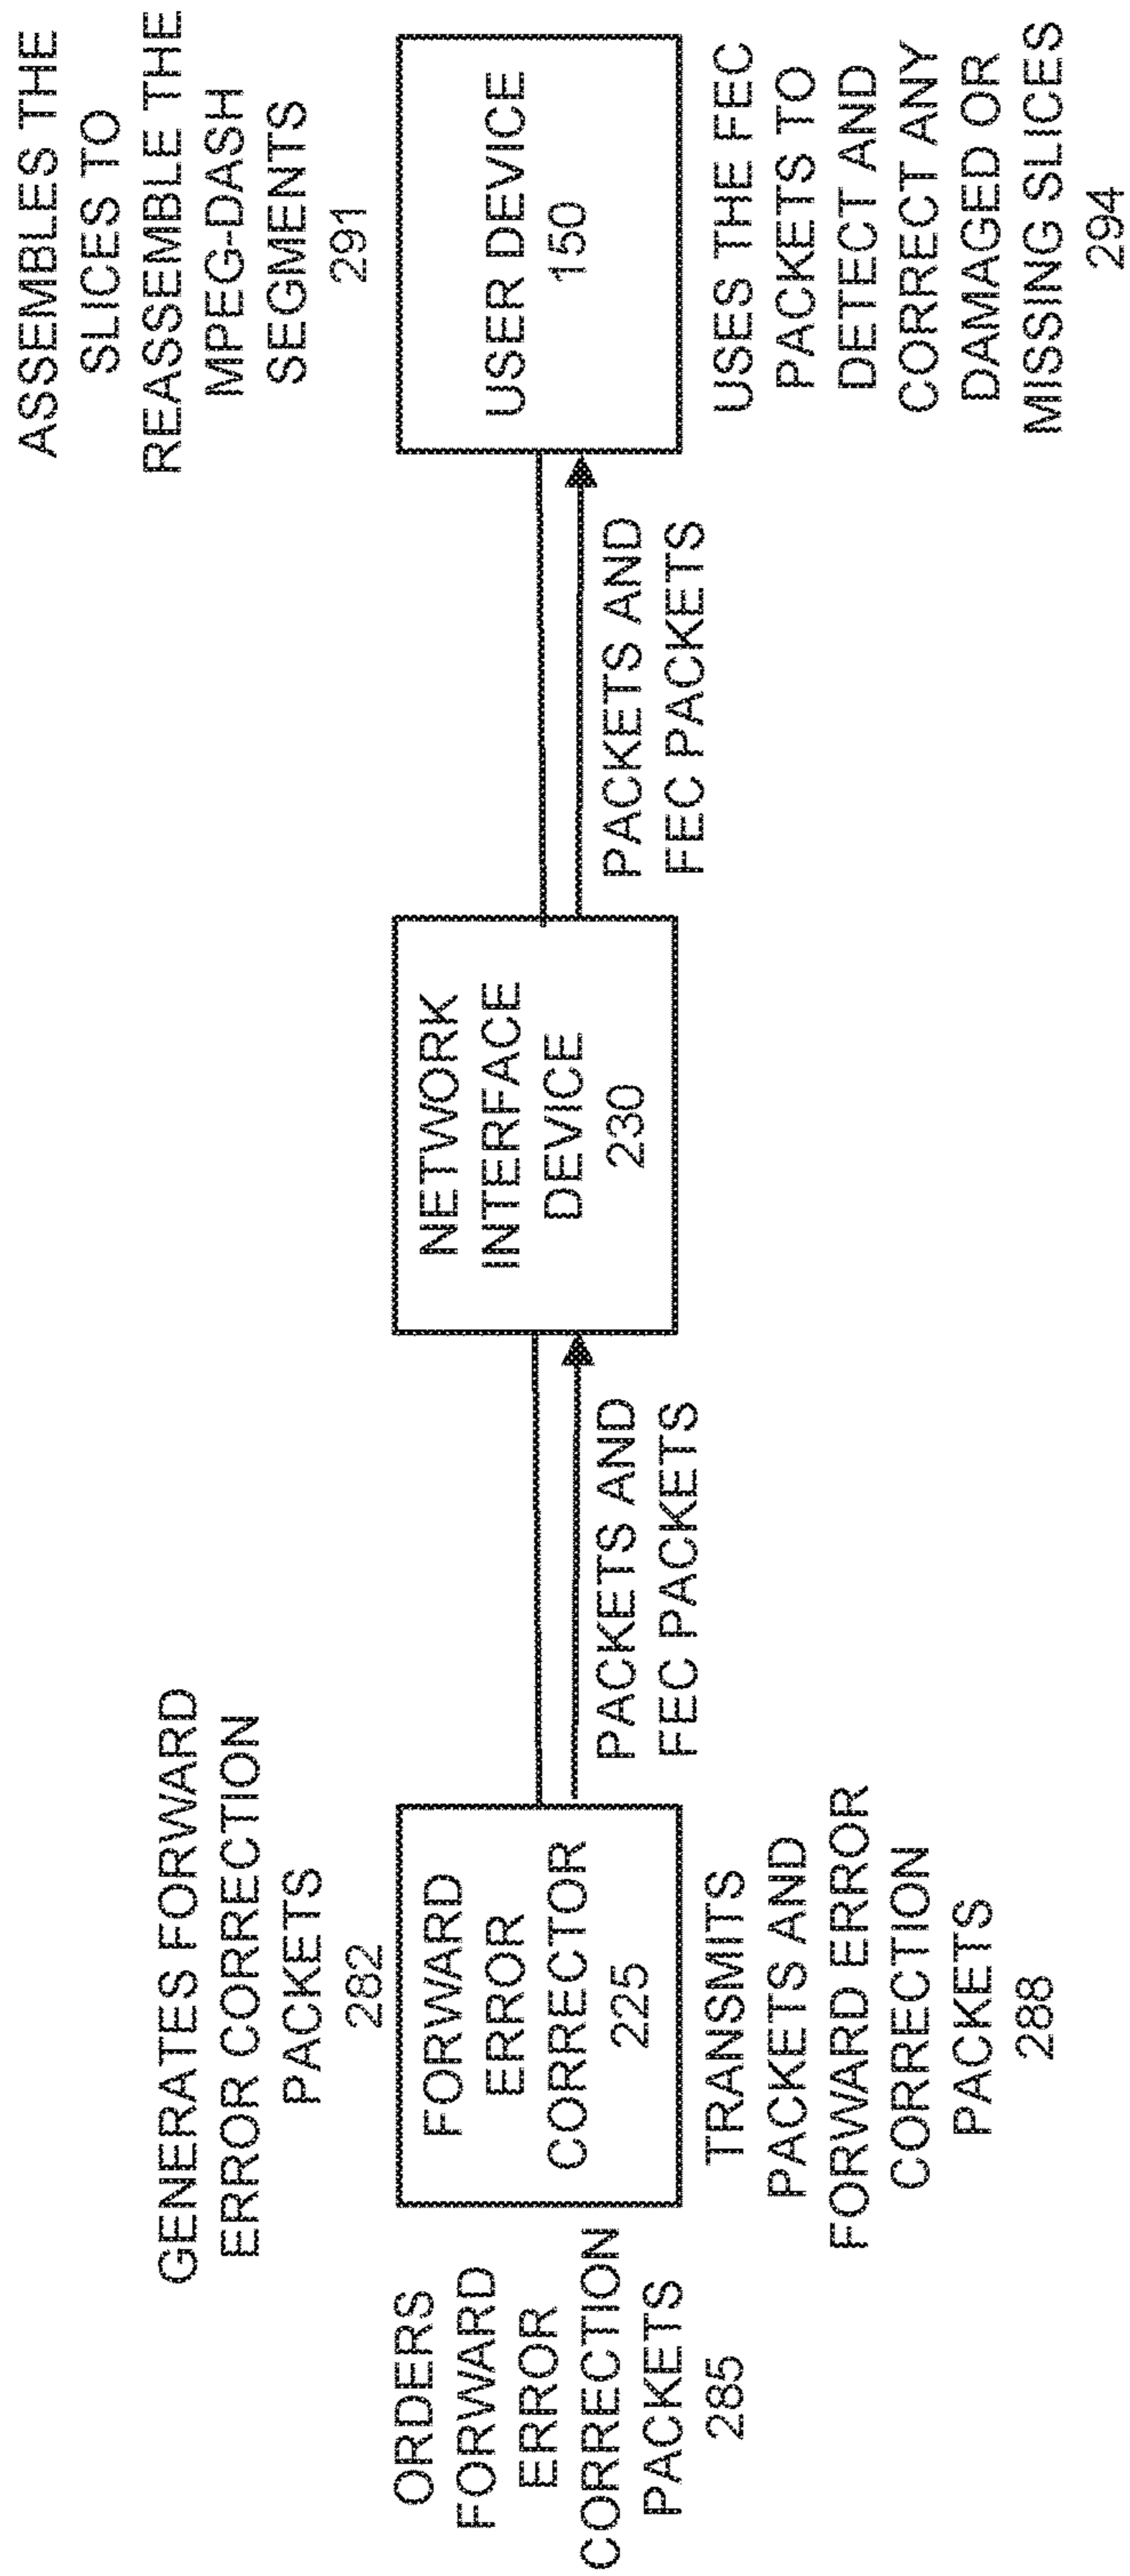 GENERATES FORWARD
ERROR CORRECTION
PACKETS
282
ORDERS
FORWARD
ERROR
CORRECTION
PACKETS
285
FORWARD
ERROR
CORRECTOR
225
TRANSMITS
PACKETS AND
FORWARD ERROR
CORRECTION
PACKETS
288
PACKETS AND
FEC PACKETS
NETWORK
INTERFACE
DEVICE
230
PACKETS AND
FEC PACKETS
ASSEMBLES THE
SLICES TO
REASSEMBLE THE
MPEG-DASH
SEGMENTS
291
USER DEVICE
150
USES THE FEC
PACKETS TO
DETECT AND
CORRECT ANY
DAMAGED OR
MISSING SLICES
294